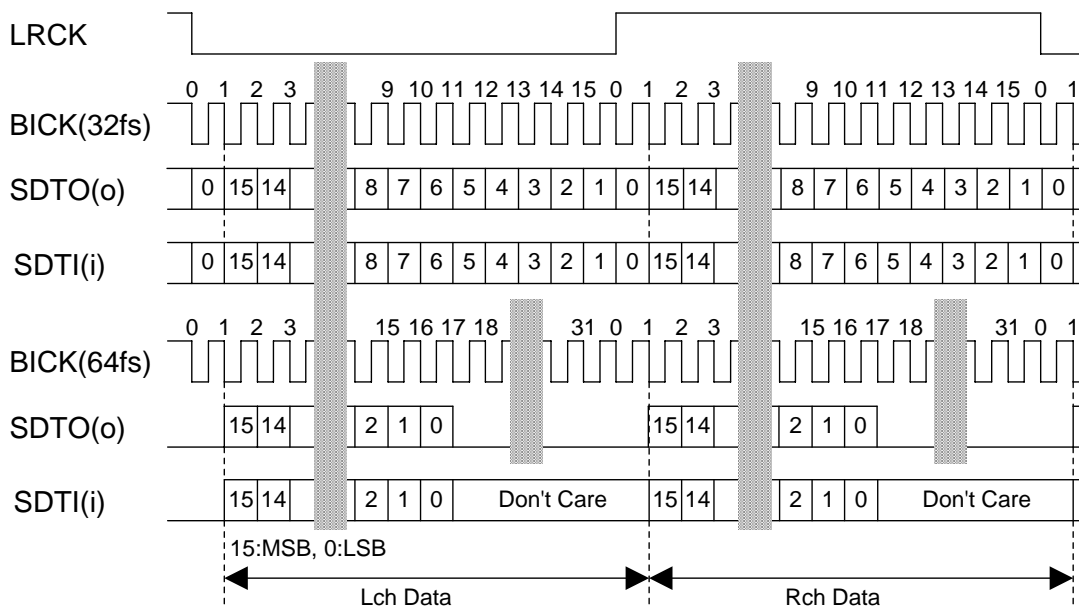 LRCK
0 1 2 3 9 10 11 12 13 14 15 0 1 2 3 9 10 11 12 13 14 15 0 1
BICK(32fs)
SDTO(o) 0 15 14 8 7 6 5 4 3 2 1 0 15 14 8 7 6 5 4 3 2 1 0
SDTI(i) 0 15 14 8 7 6 5 4 3 2 1 0 15 14 8 7 6 5 4 3 2 1 0
0 1 2 3 15 16 17 18 31 0 1 2 3 15 16 17 18 31 0 1
BICK(64fs)
SDTO(o) 15 14 2 1 0 15 14 2 1 0
SDTI(i) 15 14 2 1 0 Don't Care 15 14 2 1 0 Don't Care
15:MSB, 0:LSB
Lch Data Rch Data